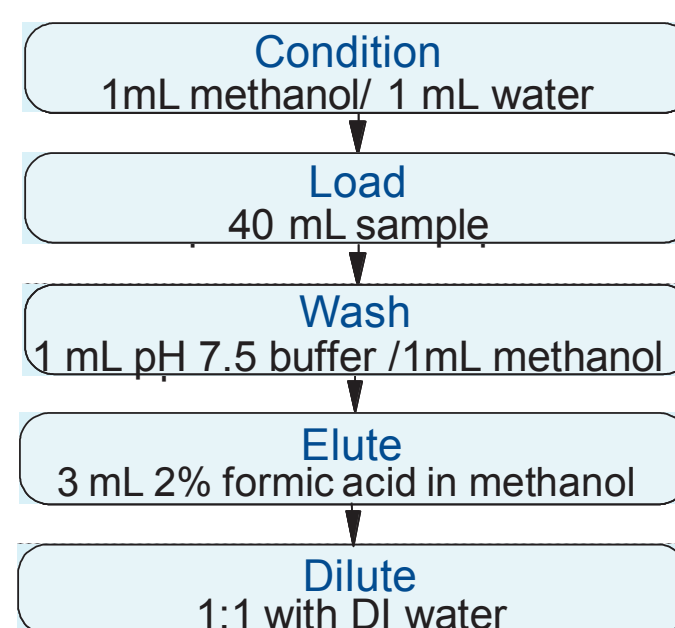 Condition
1mL methanol/ 1 mL water
Load
40 mL sample
Wash
1 mL pH 7.5 buffer /1mL methanol
Elute
3 mL 2% formic acid in methanol
Dilute
1:1 with DI water